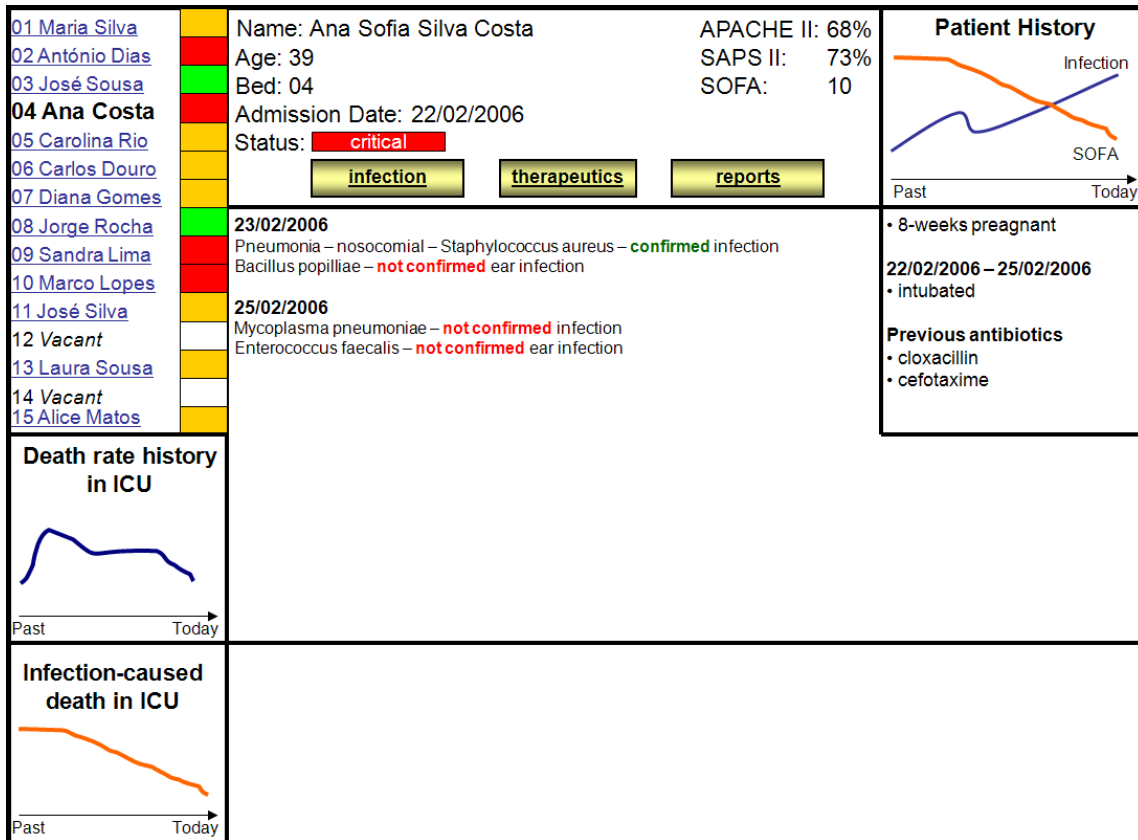 01 Maria Silva
02 António Dias
03 José Sousa
04 Ana Costa
05 Carolina Rio
06 Carlos Douro
07 Diana Gomes
08 Jorge Rocha
09 Sandra Lima
10 Marco Lopes
11 José Silva
12 Vacant
13 Laura Sousa
14 Vacant
15 Alice Matos
Name: Ana Sofia Silva Costa
Age: 39
Bed: 04
Admission Date: 22/02/2006
Status: critical
APACHE II: 68%
SAPS II: 73%
SOFA: 10
infection
therapeutics
reports
Patient History
Infection
SOFA
Past Today
23/02/2006
Pneumonia – nosocomial – Staphylococcus aureus – confirmed infection
Bacillus popilliae – not confirmed ear infection
25/02/2006
Mycoplasma pneumoniae – not confirmed infection
Enterococcus faecalis – not confirmed ear infection
• 8-weeks preagnant
22/02/2006 – 25/02/2006
• intubated
Previous antibiotics
• cloxacillin
• cefotaxime
Death rate history
in ICU
Past Today
Infection-caused
death in ICU
Past Today